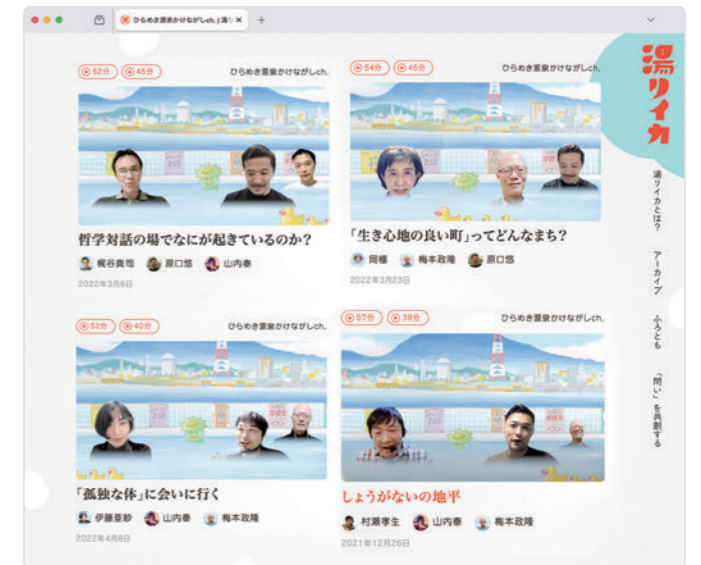 ひらめき源泉かけながしch. | 湯リ
湯リイカ
湯リイカとは?
アーカイブ
ふろとも
「問い」を共創する
52分 45分 ひらめき源泉かけながしch.
哲学対話の場でなにが起きているのか?
梶谷真司 原口悠 山内泰
2022年3月6日
54分 46分 ひらめき源泉かけながしch.
「生き心地の良い町」ってどんなまち?
岡檀 梅本政隆 原口悠
2022年3月23日
52分 40分 ひらめき源泉かけながしch.
「孤独な体」に会いに行く
伊藤亜紗 山内泰 梅本政隆
2022年4月8日
57分 39分 ひらめき源泉かけながしch.
しょうがないの地平
村瀬孝生 山内泰 梅本政隆
2021年12月26日